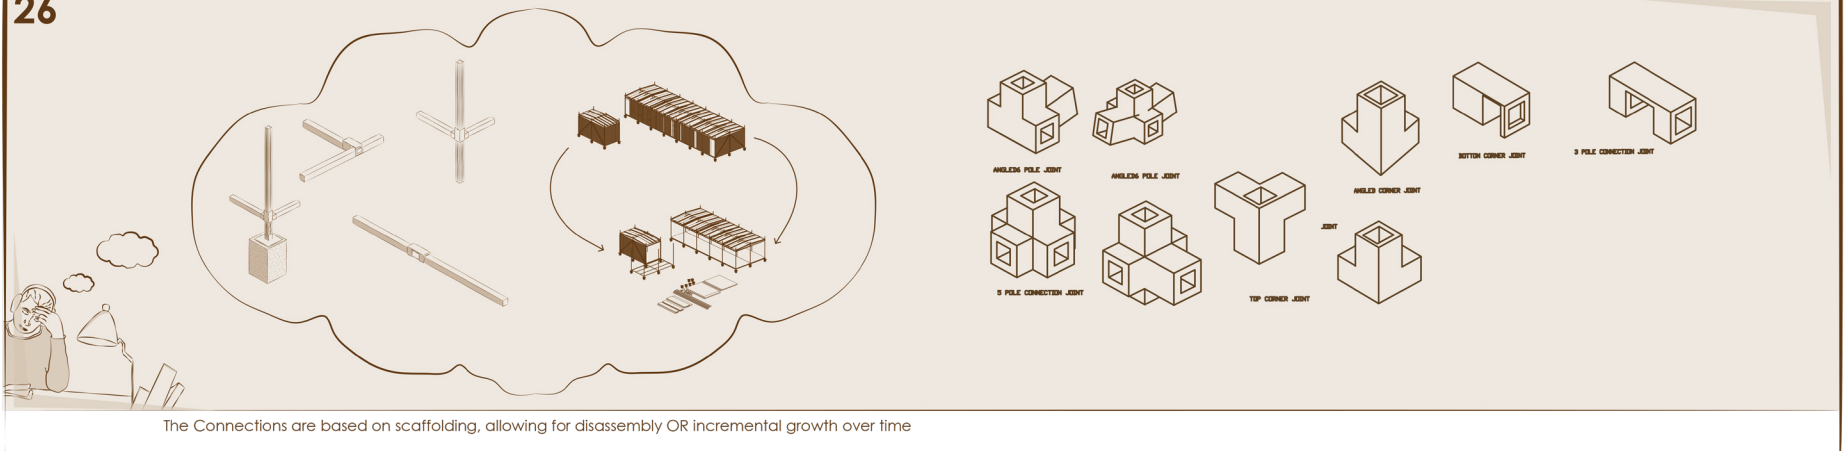 26
ANGLED6 POLE JOINT
ANGLED6 POLE JOINT
ANGLED CORNER JOINT
BOTTOM CORNER JOINT
3 POLE CONNECTION JOINT
JOINT
5 POLE CONNECTION JOINT
TOP CORNER JOINT
The Connections are based on scaffolding, allowing for disassembly OR incremental growth over time